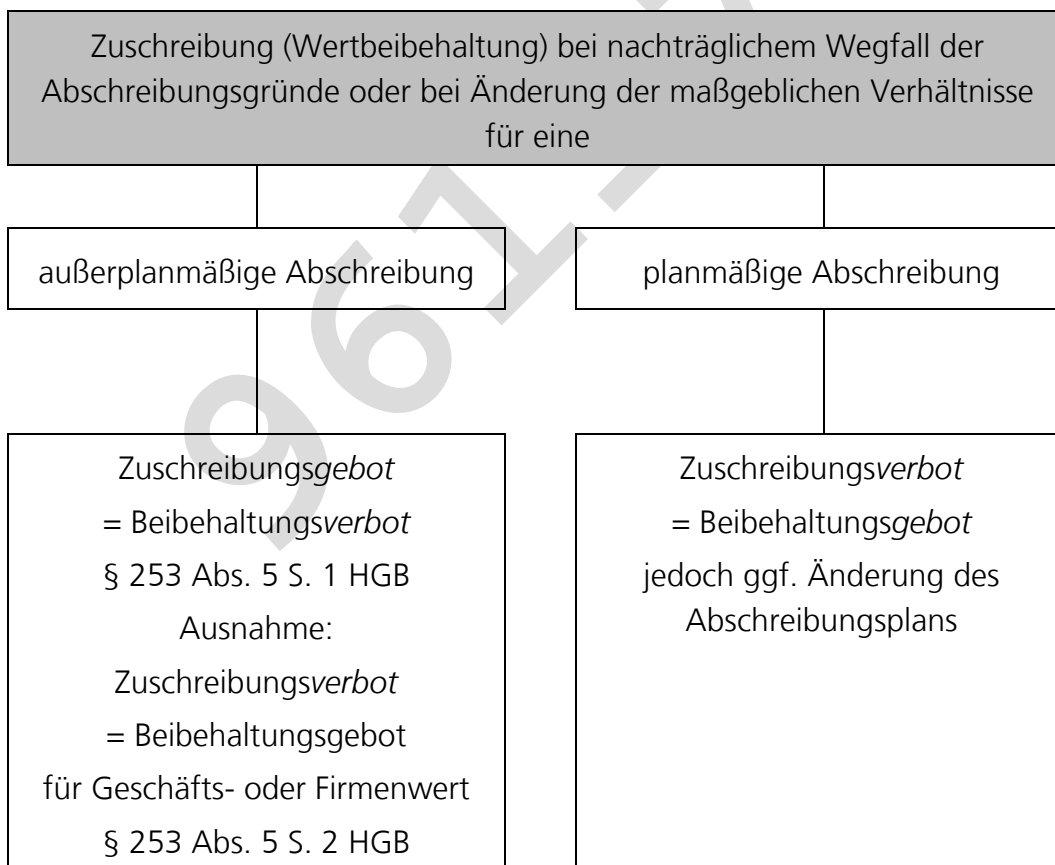 Zuschreibung (Wertbeibehaltung) bei nachträglichem Wegfall der
Abschreibungsgründe oder bei Änderung der maßgeblichen Verhältnisse
für eine
außerplanmäßige Abschreibung
planmäßige Abschreibung
Zuschreibungsgebot
= Beibehaltungsverbot
§ 253 Abs. 5 S. 1 HGB
Ausnahme:
Zuschreibungsverbot
= Beibehaltungsgebot
für Geschäfts- oder Firmenwert
§ 253 Abs. 5 S. 2 HGB
Zuschreibungsverbot
= Beibehaltungsgebot
jedoch ggf. Änderung des
Abschreibungsplans
961_